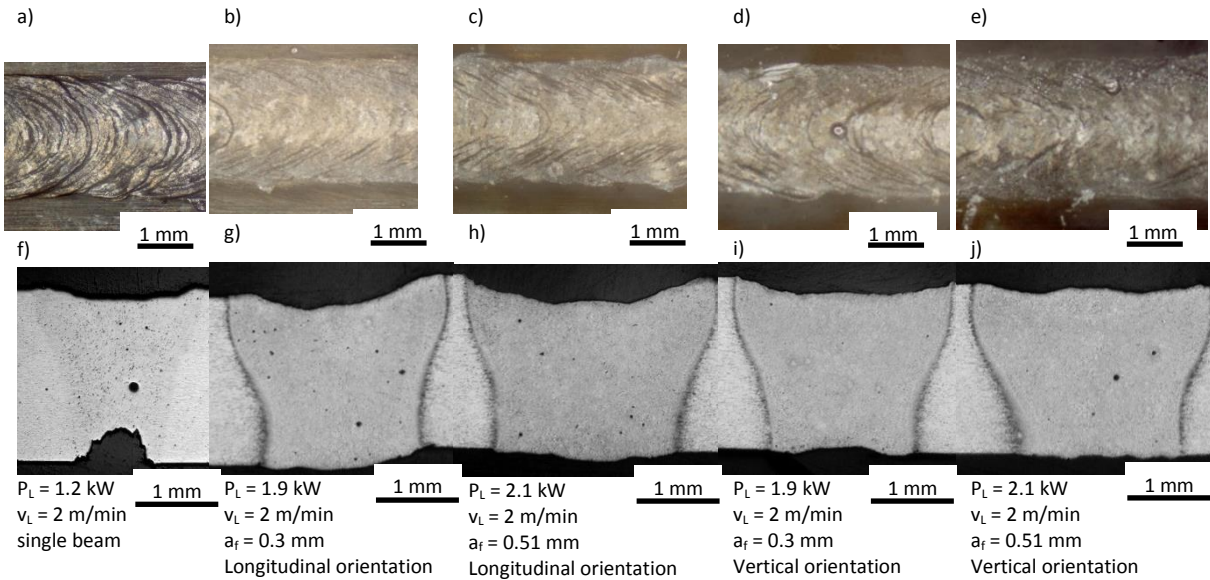 a)
b)
c)
d)
e)
1 mm
1 mm
1 mm
1 mm
1 mm
f)
g)
h)
i)
j)
1 mm
1 mm
1 mm
1 mm
1 mm
P_L = 1.2 kW
v_L = 2 m/min
single beam
P_L = 1.9 kW
v_L = 2 m/min
a_f = 0.3 mm
Longitudinal orientation
P_L = 2.1 kW
v_L = 2 m/min
a_f = 0.51 mm
Longitudinal orientation
P_L = 1.9 kW
v_L = 2 m/min
a_f = 0.3 mm
Vertical orientation
P_L = 2.1 kW
v_L = 2 m/min
a_f = 0.51 mm
Vertical orientation